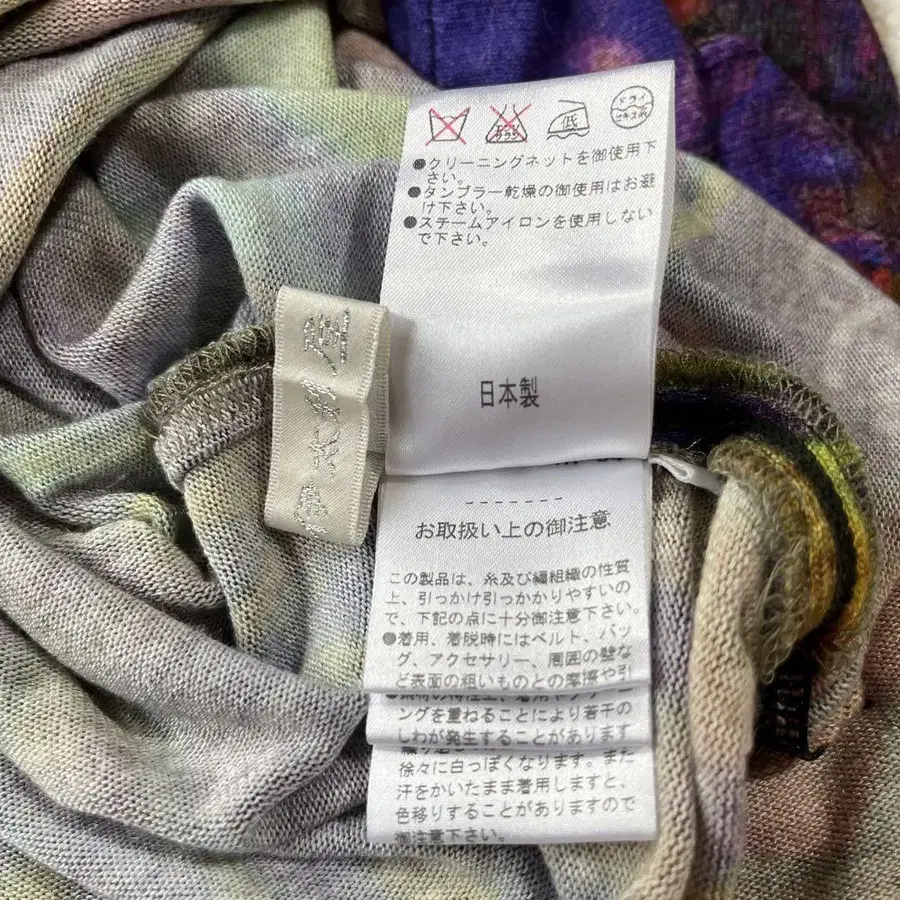 低
ドライ
●クリーニングネットを御使用下
さい。
●タンブラー乾燥の御使用はお避
け下さい。
●スチームアイロンを使用しない
で下さい。
日本製
お取扱い上の御注意
この製品は、糸及び編組織の性質
上、引っかけ引っかかりやすいの
で、下記の点に十分御注意下さい。
●着用、着脱時にはベルト、バッ
グ、アクセサリー、周囲の壁な
ど表面の粗いものとの摩擦や引
ングを重ねることにより若干の
しわが発生することがあります
徐々に白っぽくなります。また
汗をかいたまま着用しますと、
色移りすることがありますので
御注意下さい。